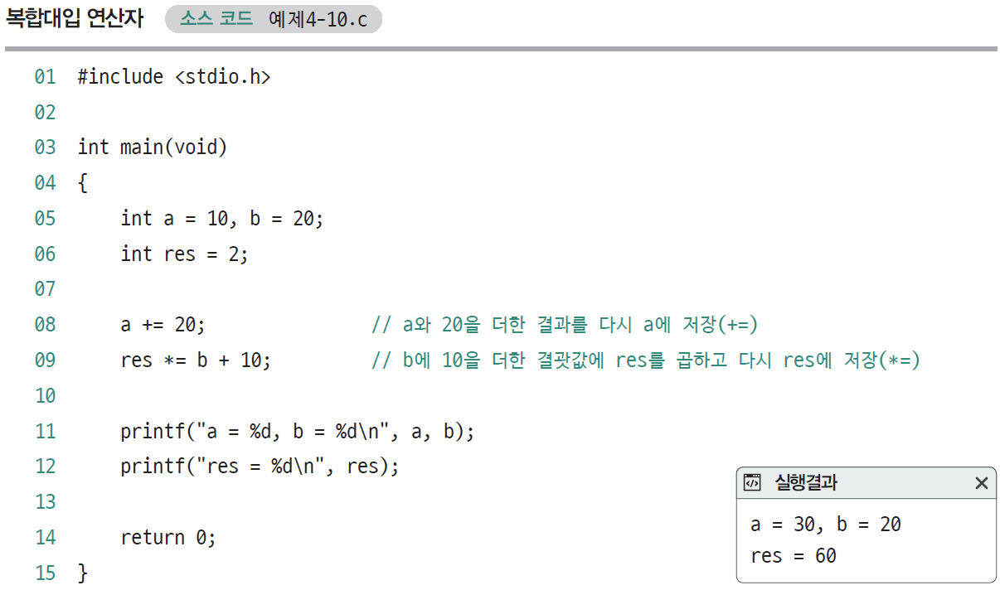 복합대입 연산자 소스 코드 예제4-10.c
01 #include <stdio.h>
02
03 int main(void)
04 {
05     int a = 10, b = 20;
06     int res = 2;
07
08     a += 20;               // a와 20을 더한 결과를 다시 a에 저장(+=)
09     res *= b + 10;         // b에 10을 더한 결괏값에 res를 곱하고 다시 res에 저장(*=)
10
11     printf("a = %d, b = %d\n", a, b);
12     printf("res = %d\n", res);
13
14     return 0;
15 }
실행결과
a = 30, b = 20
res = 60